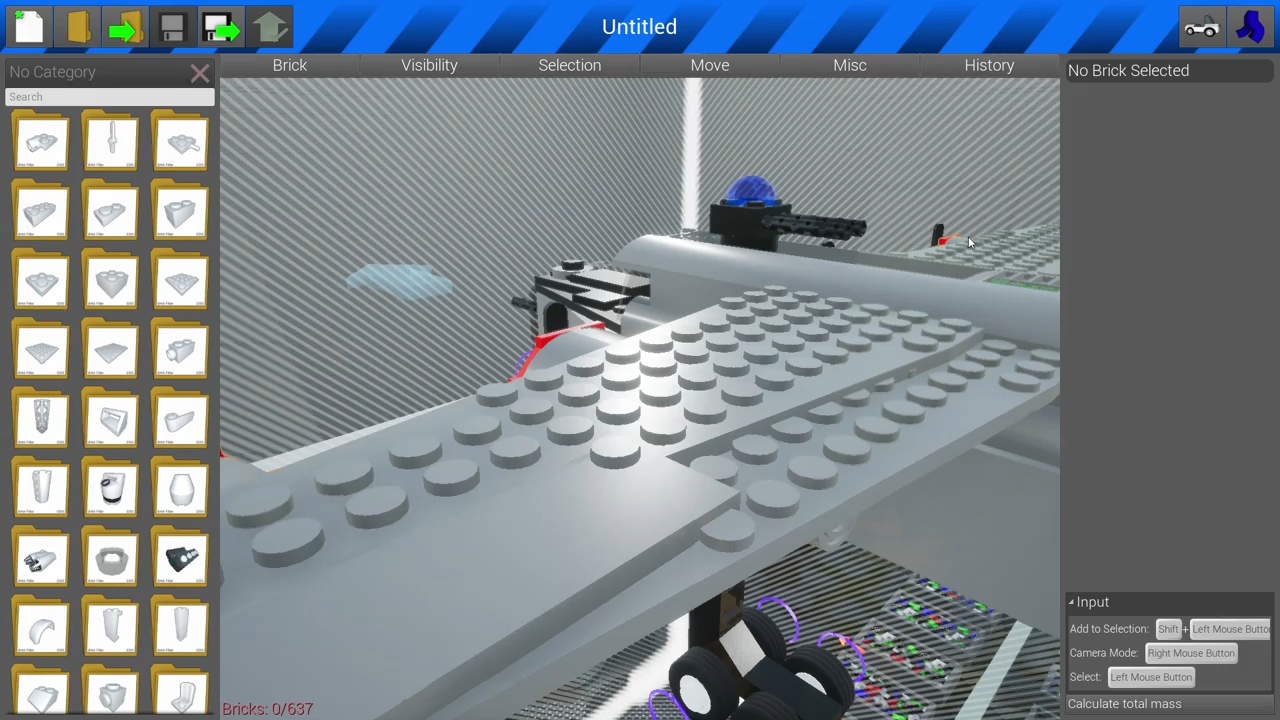 Untitled
No Category
Search
Brick
Visibility
Selection
Move
Misc
History
No Brick Selected
Input
Add to Selection: Shift + Left Mouse Button
Camera Mode: Right Mouse Button
Select: Left Mouse Button
Calculate total mass
Bricks: 0/637